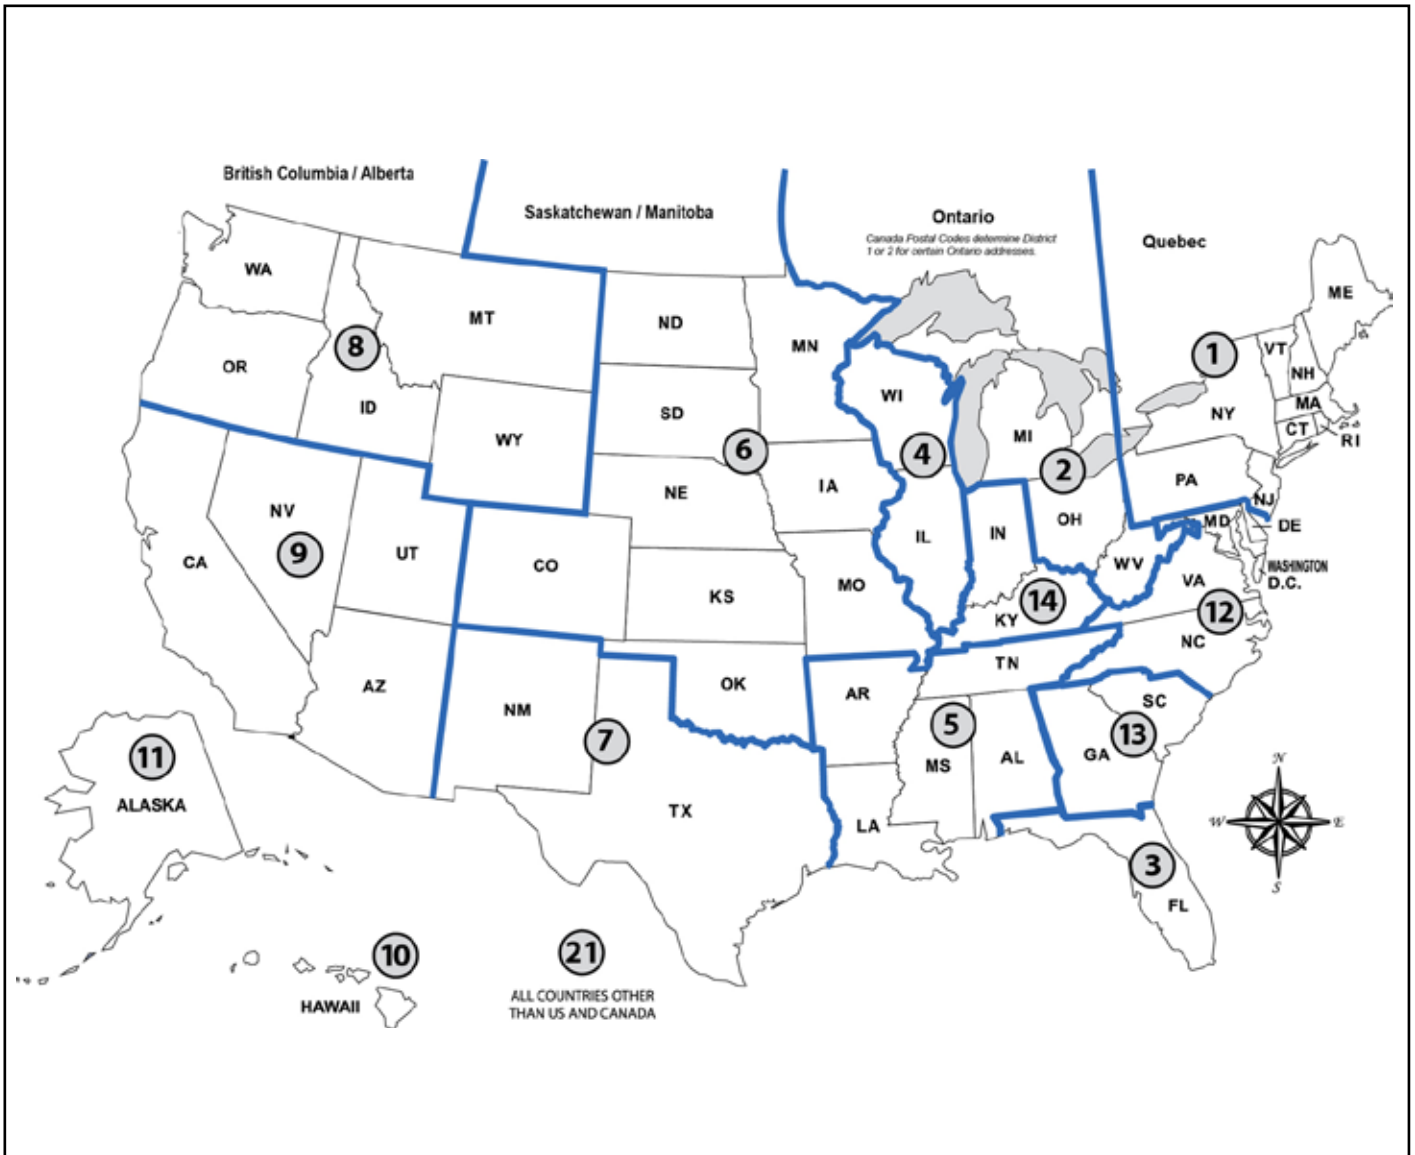 British Columbia / Alberta
Saskatchewan / Manitoba
Ontario
Canada Postal Codes determine District
1 or 2 for certain Ontario addresses.
Quebec
WA
MT
ND
MN
ME
OR
8
ID
WY
SD
WI
MI
1
VT
NH
NY
MA
CT
RI
6
4
2
PA
NJ
NE
IA
NV
9
UT
CA
CO
KS
MO
IL
IN
OH
WV
MD
DE
WASHINGTON
D.C.
VA
12
14
KY
NC
AZ
NM
OK
AR
TN
SC
7
5
13
TX
MS
AL
GA
LA
11
ALASKA
N
W
E
S
3
FL
10
HAWAII
21
ALL COUNTRIES OTHER
THAN US AND CANADA